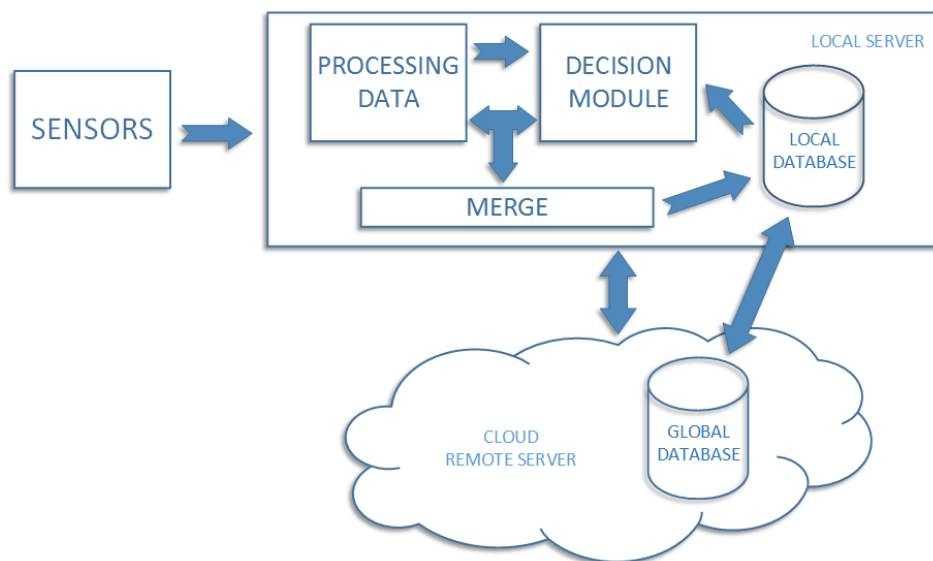 LOCAL SERVER
PROCESSING
DATA
DECISION
MODULE
SENSORS
LOCAL
DATABASE
MERGE
CLOUD
REMOTE SERVER
GLOBAL
DATABASE